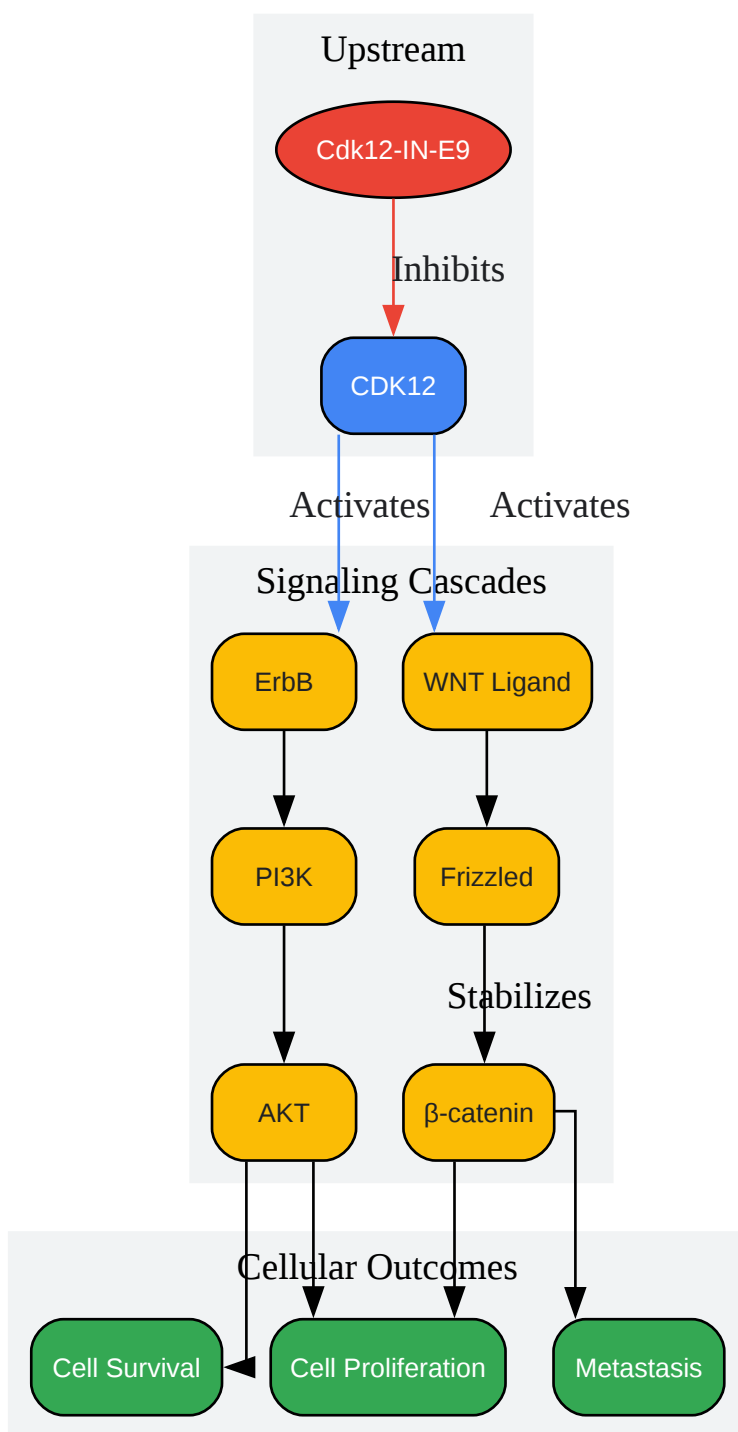 Upstream
Cdk12-IN-E9
Inhibits
CDK12
Activates
Activates
Signaling Cascades
ErbB
WNT Ligand
PI3K
Frizzled
Stabilizes
AKT
β-catenin
Cellular Outcomes
Cell Survival
Cell Proliferation
Metastasis